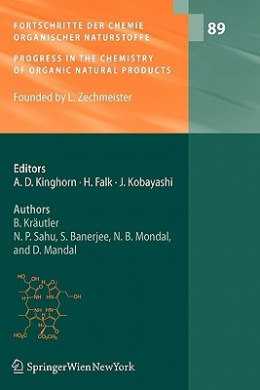 FORTSCHRITTE DER CHEMIE
ORGANISCHER NATURSTOFFE
89
PROGRESS IN THE CHEMISTRY
OF ORGANIC NATURAL PRODUCTS
Founded by L. Zechmeister
Editors
A. D. Kinghorn · H. Falk · J. Kobayashi
Authors
B. Kräutler
N. P. Sahu, S. Banerjee, N. B. Mondal,
and D. Mandal
SpringerWienNewYork